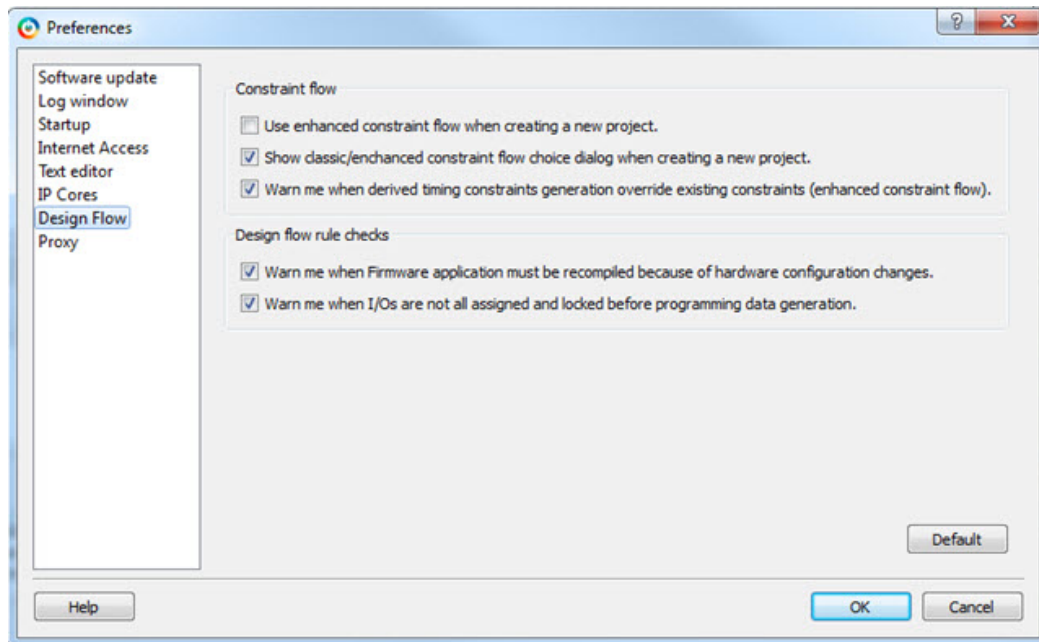 Preferences
Software update
Log window
Startup
Internet Access
Text editor
IP Cores
Design Flow
Proxy
Constraint flow
Use enhanced constraint flow when creating a new project.
Show classic/enchanced constraint flow choice dialog when creating a new project.
Warn me when derived timing constraints generation override existing constraints (enhanced constraint flow).
Design flow rule checks
Warn me when Firmware application must be recompiled because of hardware configuration changes.
Warn me when I/Os are not all assigned and locked before programming data generation.
Default
Help
OK
Cancel